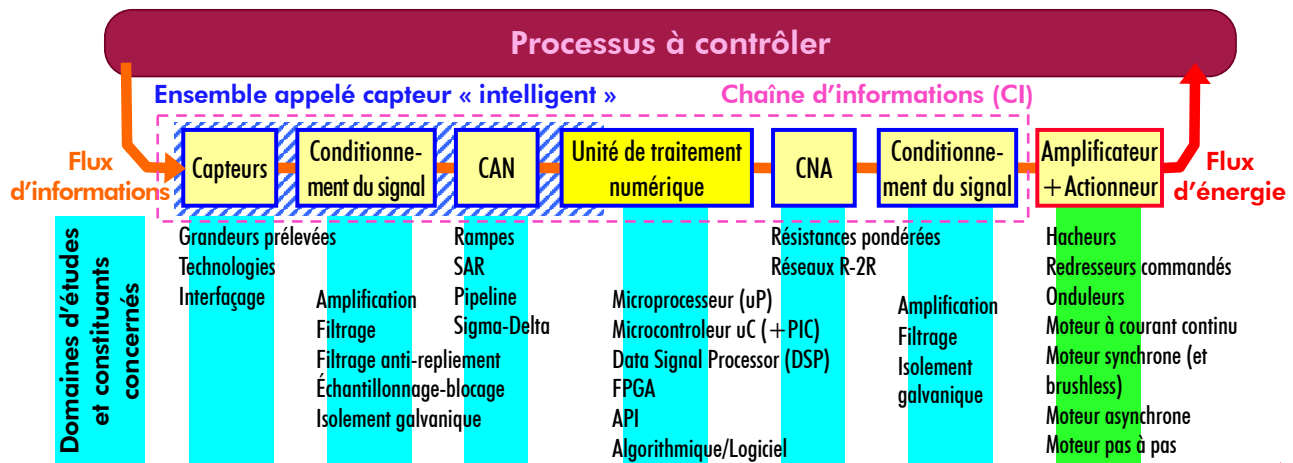 Processus à contrôler
Ensemble appelé capteur « intelligent »
Chaîne d'informations (CI)
Flux
d'informations
Capteurs
Conditionne-
ment du signal
CAN
Unité de traitement
numérique
CNA
Conditionne-
ment du signal
Amplificateur
+Actionneur
Flux
d'énergie
Domaines d'études
et constituants
concernés
Grandeurs prélevées
Technologies
Interfaçage
Amplification
Filtrage
Filtrage anti-repliement
Échantillonnage-blocage
Isolement galvanique
Rampes
SAR
Pipeline
Sigma-Delta
Microprocesseur (uP)
Microcontroleur uC (+PIC)
Data Signal Processor (DSP)
FPGA
API
Algorithmique/Logiciel
Résistances pondérées
Réseaux R-2R
Amplification
Filtrage
Isolement
galvanique
Hacheurs
Redresseurs commandés
Onduleurs
Moteur à courant continu
Moteur synchrone (et
brushless)
Moteur asynchrone
Moteur pas à pas